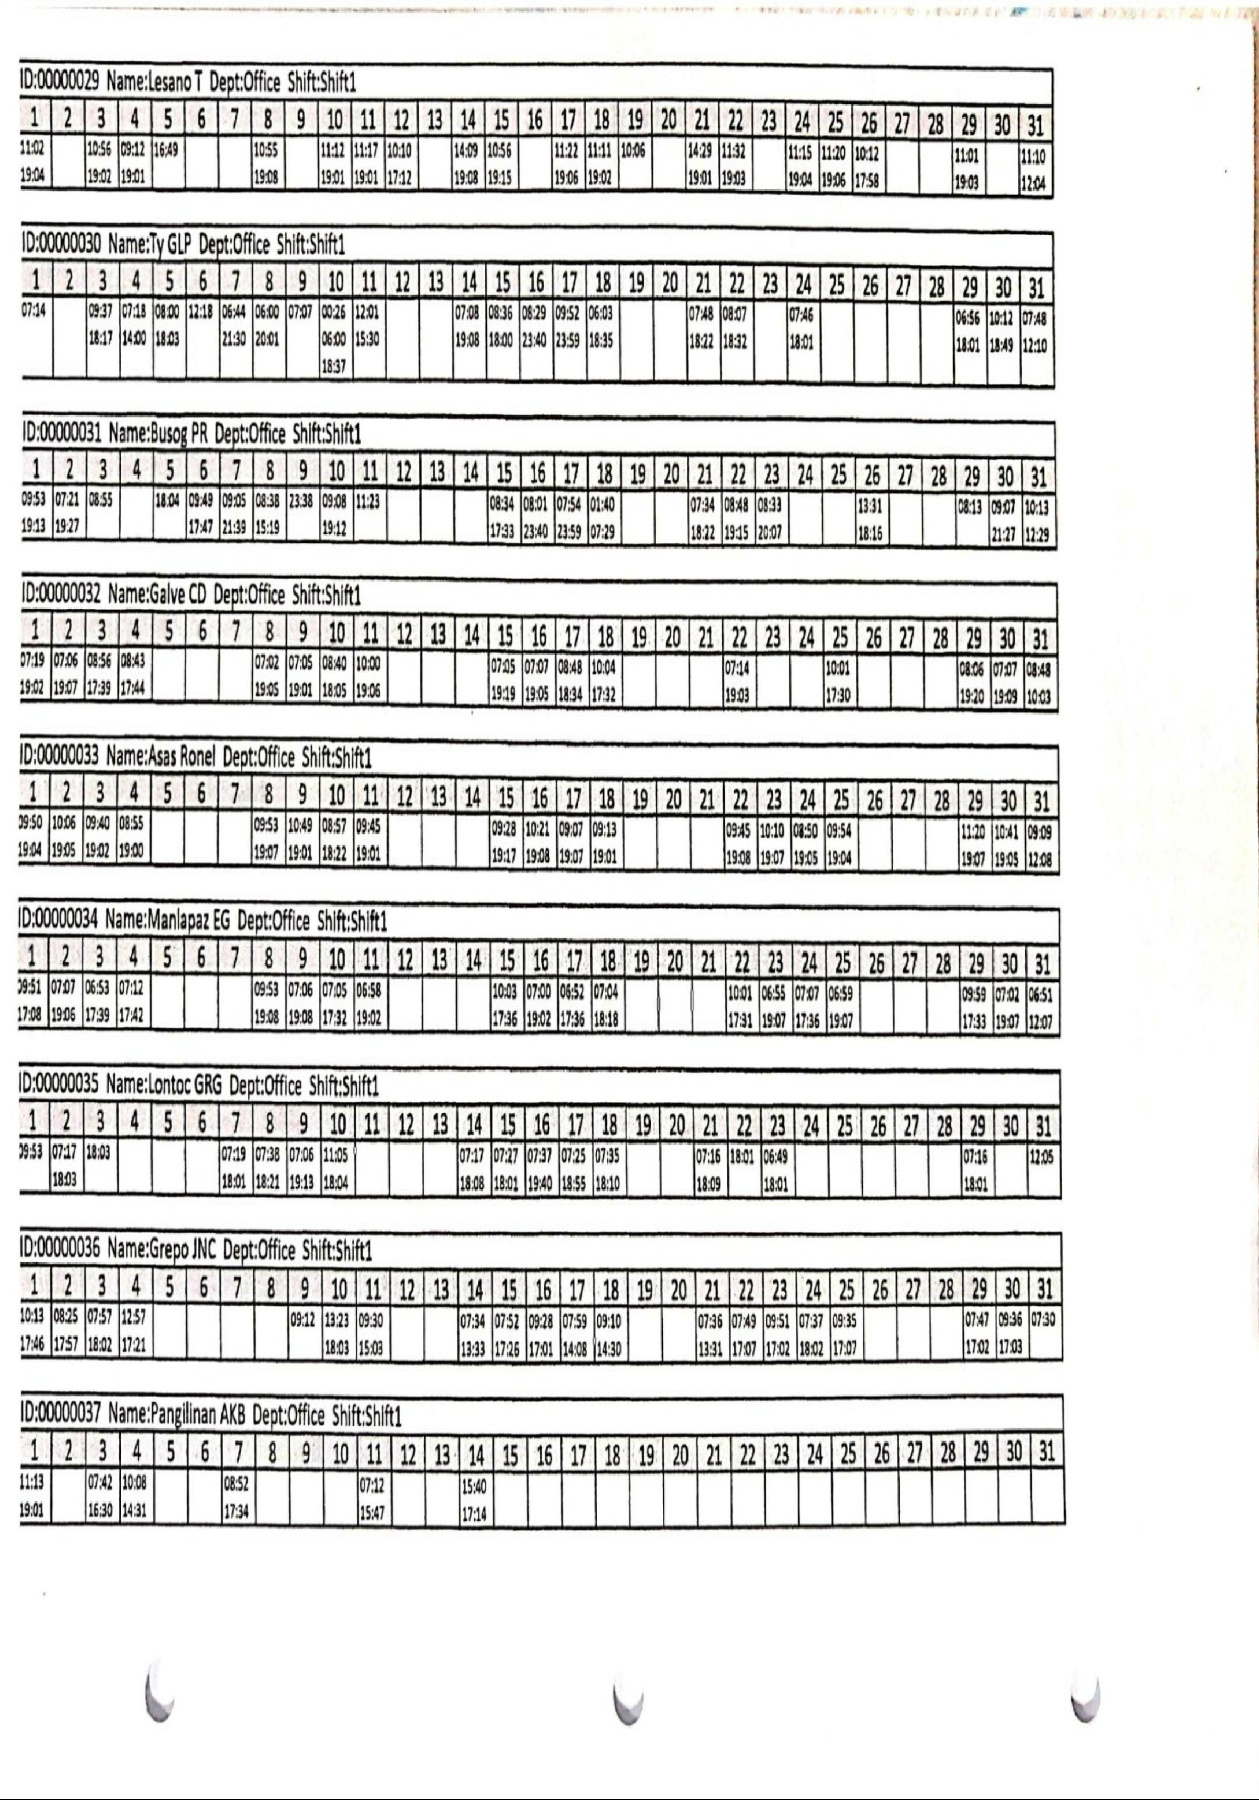 ID:00000029 Name:Lesano T Dept:Office Shift:Shift1
1 2 3 4 5 6 7 8 9 10 11 12 13 14 15 16 17 18 19 20 21 22 23 24 25 26 27 28 29 30 31
11:02 10:56 09:12 16:49 10:55 11:12 11:17 10:10 14:09 10:56 11:22 11:11 10:06 14:29 11:32 11:15 11:20 10:12 11:01 11:10
19:04 19:02 19:01 19:08 19:01 19:01 17:12 19:08 19:15 19:06 19:02 19:01 19:03 19:04 19:06 17:58 19:03 12:04
ID:00000030 Name:Ty GLP Dept:Office Shift:Shift1
1 2 3 4 5 6 7 8 9 10 11 12 13 14 15 16 17 18 19 20 21 22 23 24 25 26 27 28 29 30 31
07:14 09:37 07:18 08:00 12:18 06:44 06:00 07:07 00:26 12:01 07:08 08:36 08:29 09:52 06:03 07:48 08:07 07:46 06:56 10:12 07:48
18:17 14:00 18:03 21:30 20:01 06:00 15:30 19:08 18:00 23:40 23:59 18:35 18:22 18:32 18:01 18:01 18:49 12:10
18:37
ID:00000031 Name:Busog PR Dept:Office Shift:Shift1
1 2 3 4 5 6 7 8 9 10 11 12 13 14 15 16 17 18 19 20 21 22 23 24 25 26 27 28 29 30 31
09:53 07:21 08:55 18:04 09:49 09:05 08:38 23:38 09:08 11:23 08:34 08:01 07:54 01:40 07:34 08:48 08:33 13:31 08:13 09:07 10:13
19:13 19:27 17:47 21:39 15:19 19:12 17:33 23:40 23:59 07:29 18:22 19:15 20:07 18:16 21:27 12:29
ID:00000032 Name:Galve CD Dept:Office Shift:Shift1
1 2 3 4 5 6 7 8 9 10 11 12 13 14 15 16 17 18 19 20 21 22 23 24 25 26 27 28 29 30 31
07:19 07:06 08:56 08:43 07:02 07:05 08:40 10:00 07:05 07:07 08:48 10:04 07:14 10:01 08:06 07:07 08:48
19:02 19:07 17:39 17:44 19:05 19:01 18:05 19:06 19:19 19:05 18:34 17:32 19:03 17:30 19:20 19:09 10:03
ID:00000033 Name:Asas Ronel Dept:Office Shift:Shift1
1 2 3 4 5 6 7 8 9 10 11 12 13 14 15 16 17 18 19 20 21 22 23 24 25 26 27 28 29 30 31
09:50 10:06 09:40 08:55 09:53 10:49 08:57 09:45 09:28 10:21 09:07 09:13 09:45 10:10 08:50 09:54 11:20 10:41 09:09
19:04 19:05 19:02 19:00 19:07 19:01 18:22 19:01 19:17 19:08 19:07 19:01 19:08 19:07 19:05 19:04 19:07 19:05 12:08
ID:00000034 Name:Manlapaz EG Dept:Office Shift:Shift1
1 2 3 4 5 6 7 8 9 10 11 12 13 14 15 16 17 18 19 20 21 22 23 24 25 26 27 28 29 30 31
09:51 07:07 06:53 07:12 09:53 07:06 07:05 06:58 10:03 07:00 06:52 07:04 10:01 06:55 07:07 06:59 09:59 07:02 06:51
17:08 19:06 17:39 17:42 19:08 19:08 17:32 19:02 17:36 19:02 17:36 18:18 17:31 19:07 17:36 19:07 17:33 19:07 12:07
ID:00000035 Name:Lontoc GRG Dept:Office Shift:Shift1
1 2 3 4 5 6 7 8 9 10 11 12 13 14 15 16 17 18 19 20 21 22 23 24 25 26 27 28 29 30 31
09:53 07:17 18:03 07:19 07:38 07:06 11:05 07:17 07:27 07:37 07:25 07:35 07:16 18:01 06:49 07:16 12:05
18:03 18:01 18:21 19:13 18:04 18:08 18:01 19:40 18:55 18:10 18:09 18:01 18:01
ID:00000036 Name:Grepo JNC Dept:Office Shift:Shift1
1 2 3 4 5 6 7 8 9 10 11 12 13 14 15 16 17 18 19 20 21 22 23 24 25 26 27 28 29 30 31
10:13 08:25 07:57 12:57 09:12 13:23 09:30 07:34 07:52 09:28 07:59 09:10 07:36 07:49 09:51 07:37 09:35 07:47 09:36 07:30
17:46 17:57 18:02 17:21 18:03 15:03 13:33 17:26 17:01 14:08 14:30 13:31 17:07 17:02 18:02 17:07 17:02 17:03
ID:00000037 Name:Pangilinan AKB Dept:Office Shift:Shift1
1 2 3 4 5 6 7 8 9 10 11 12 13 14 15 16 17 18 19 20 21 22 23 24 25 26 27 28 29 30 31
11:13 07:42 10:08 08:52 07:12 15:40
19:01 16:30 14:31 17:34 15:47 17:14